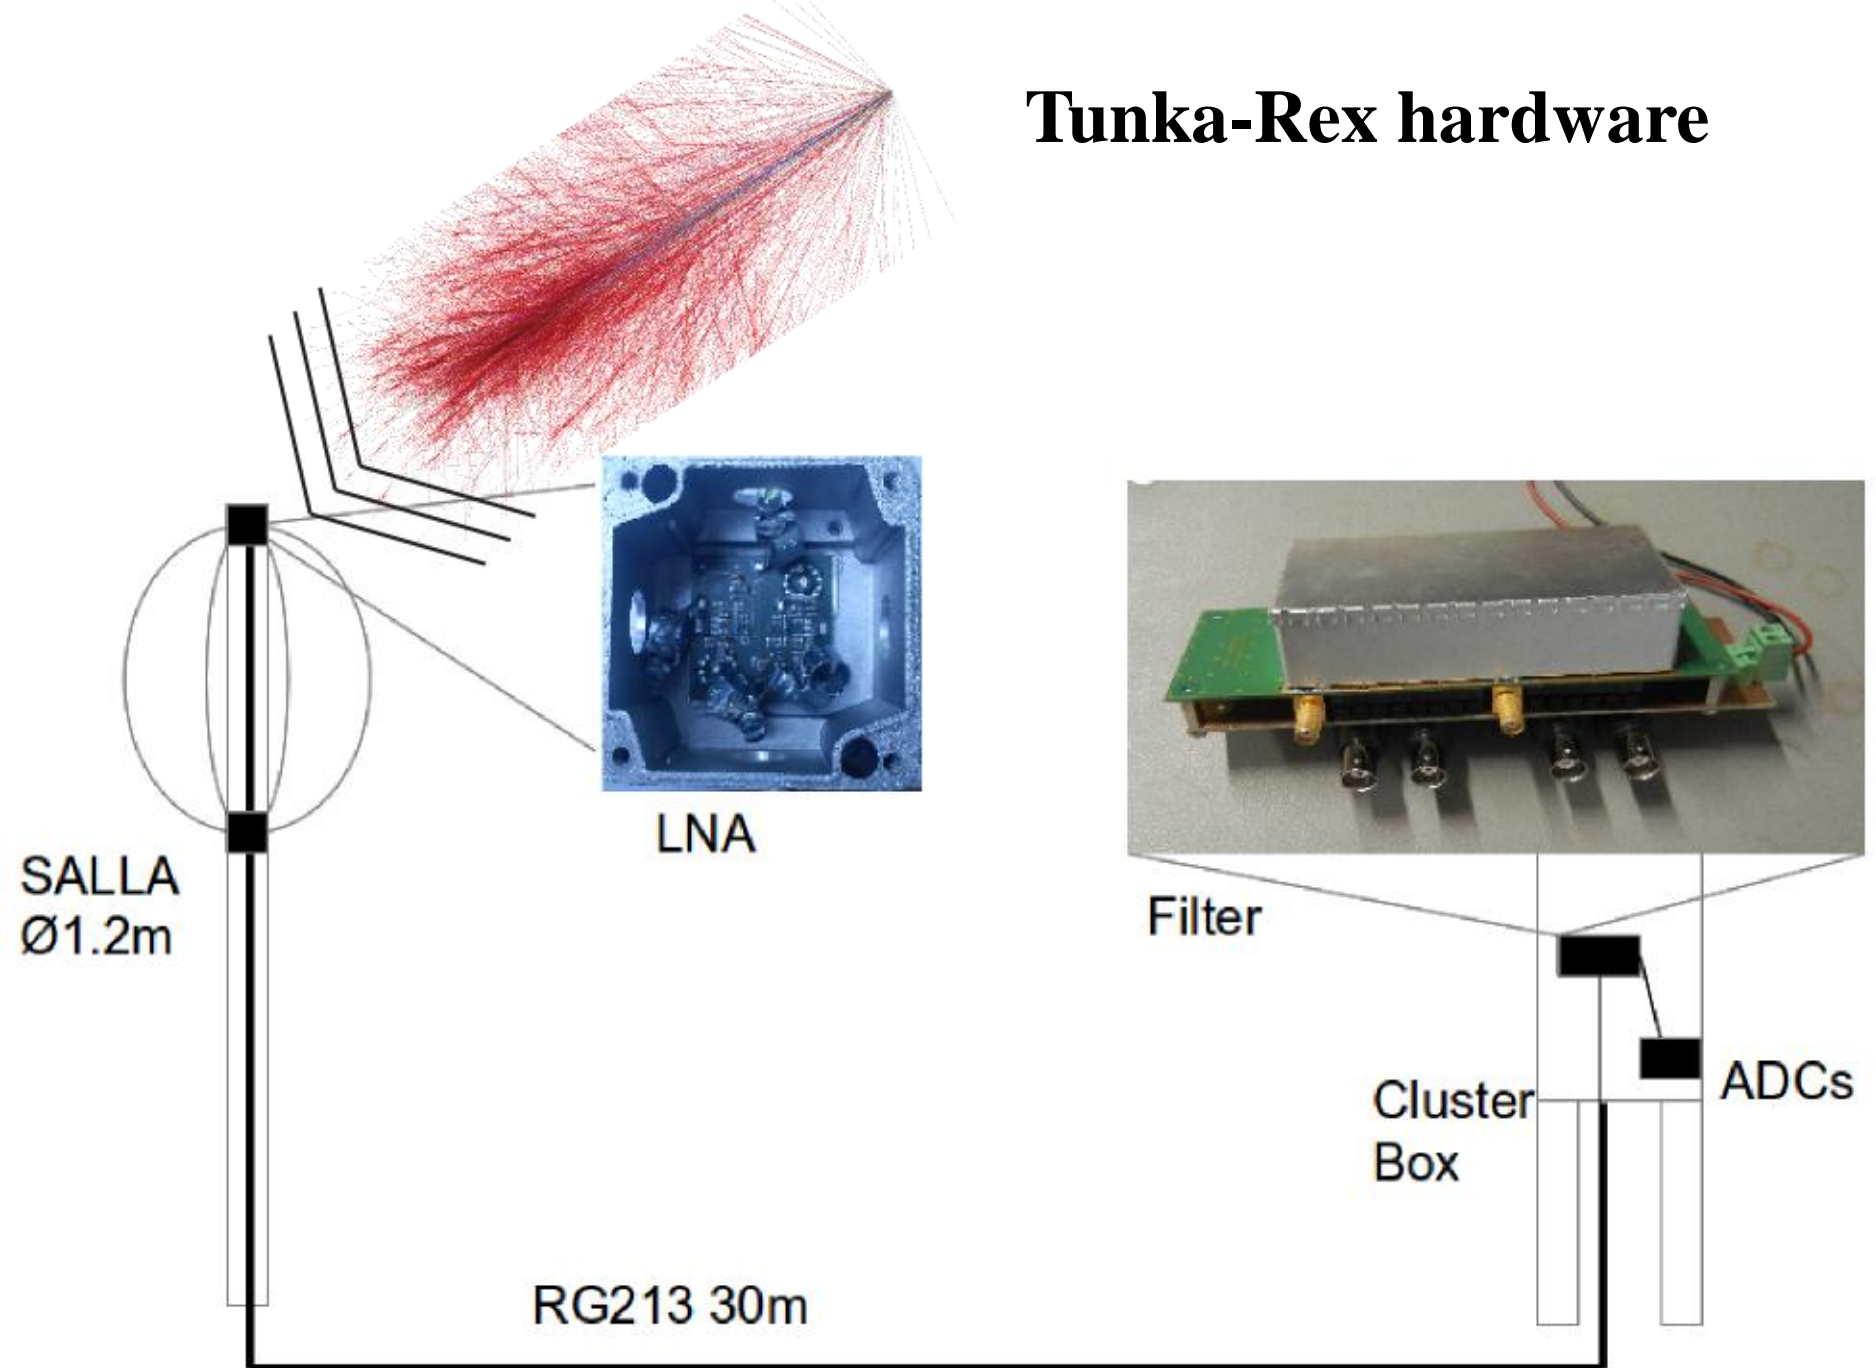 Tunka-Rex hardware
LNA
SALLA
Ø1.2m
Filter
Cluster
Box
ADCs
RG213 30m